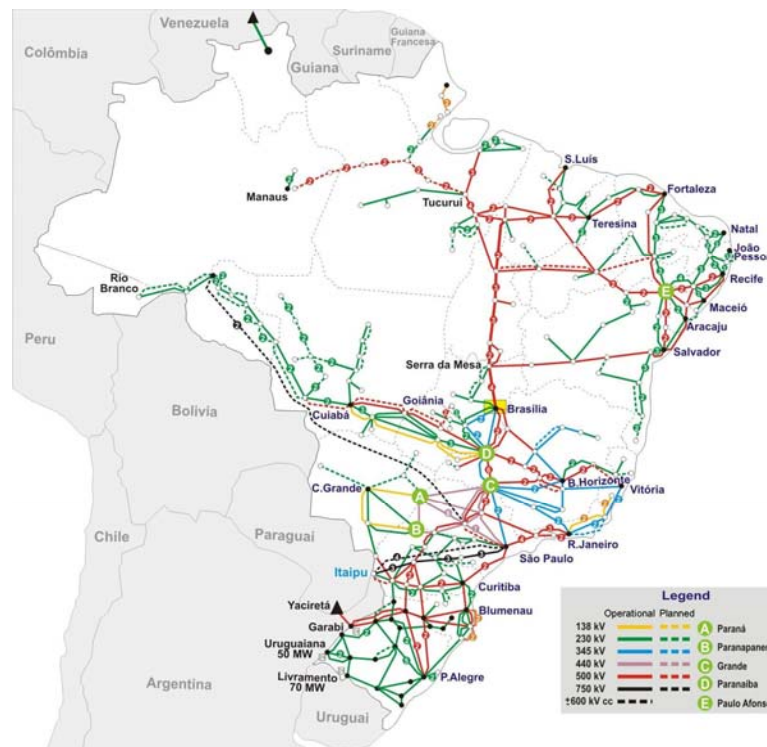 Venezuela
Guiana
Francesa
Suriname
Colômbia
Guiana
S.Luis
Fortaleza
Manaus
Tucuruí
Teresina
Natal
João
Pessoa
Rio
Branco
Recife
E
Maceió
Aracaju
Peru
Salvador
Serra da Mesa
Goiânia
Brasília
Bolivia
Cuiabá
D
C.Grande
A
C
B.Horizonte
Vitória
B
Chile
Paraguai
São Paulo
R.Janeiro
Itaipu
Curitiba
Yaciretá
Blumenau
Garabi
Uruguaiana
50 MW
Livramento
70 MW
P.Alegre
Argentina
Uruguai
Legend
Operational Planned
138 kV A Paraná
230 kV B Paranapanema
345 kV
440 kV C Grande
500 kV D Paranaíba
750 kV
±600 kV cc E Paulo Afonso